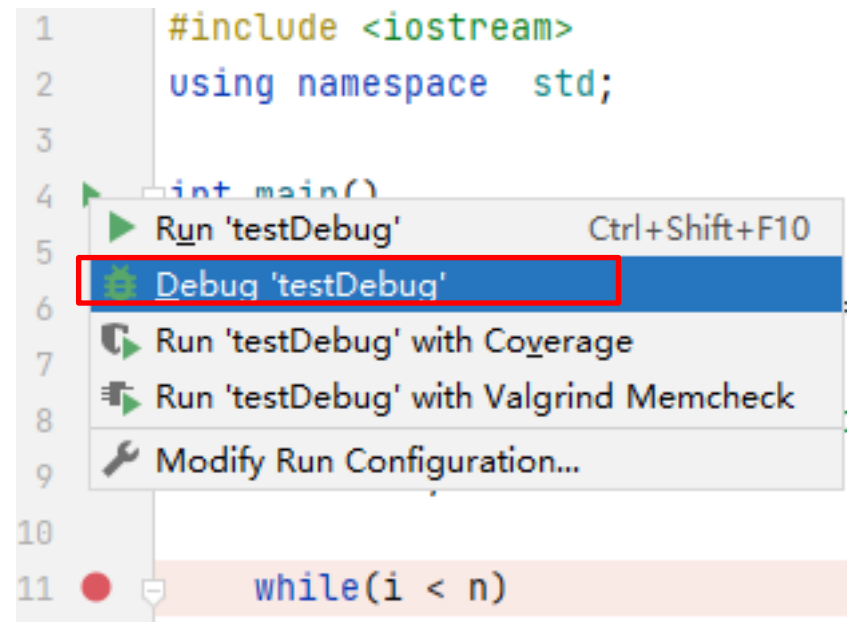 1 #include <iostream>
2 using namespace std;
3
4 int main()
Run 'testDebug' Ctrl+Shift+F10
5
Debug 'testDebug'
6
Run 'testDebug' with Coverage
7
Run 'testDebug' with Valgrind Memcheck
8
Modify Run Configuration...
9
10
11 while(i < n)